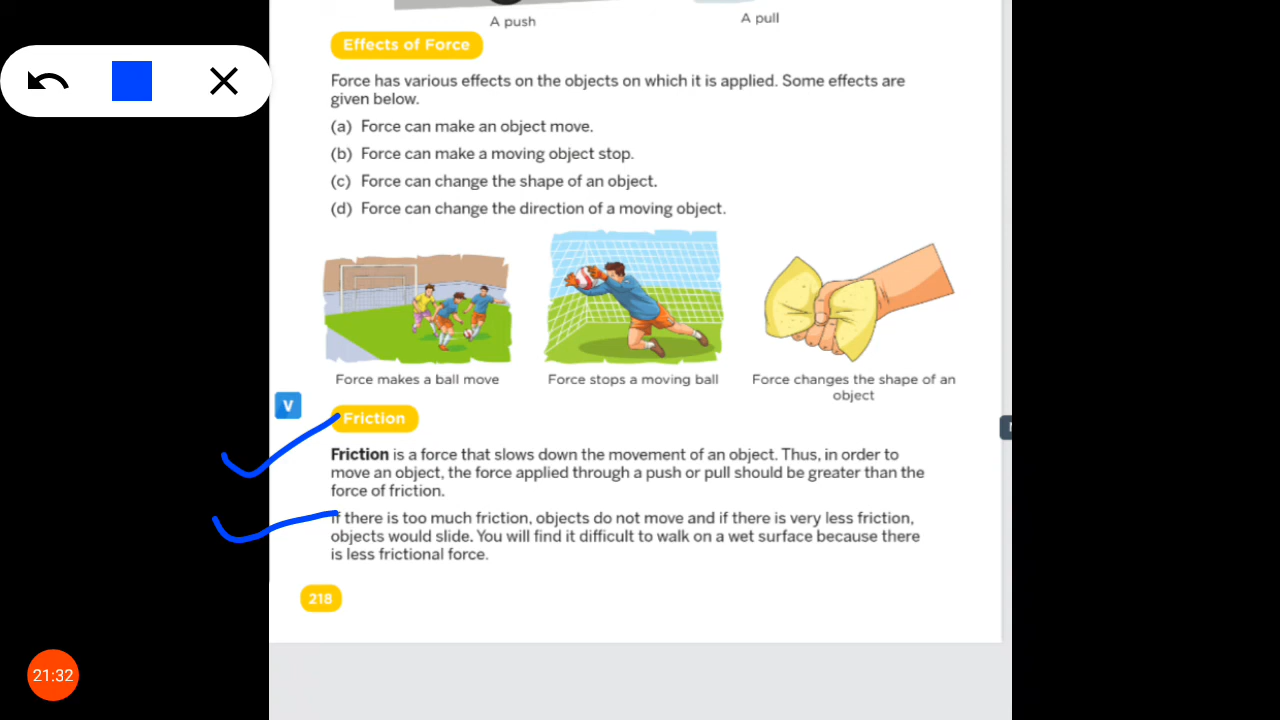 A push
A pull
Effects of Force
Force has various effects on the objects on which it is applied. Some effects are
given below.
(a) Force can make an object move.
(b) Force can make a moving object stop.
(c) Force can change the shape of an object.
(d) Force can change the direction of a moving object.
Force makes a ball move
Force stops a moving ball
Force changes the shape of an
object
V
Friction
Friction is a force that slows down the movement of an object. Thus, in order to
move an object, the force applied through a push or pull should be greater than the
force of friction.
If there is too much friction, objects do not move and if there is very less friction,
objects would slide. You will find it difficult to walk on a wet surface because there
is less frictional force.
218
21:32